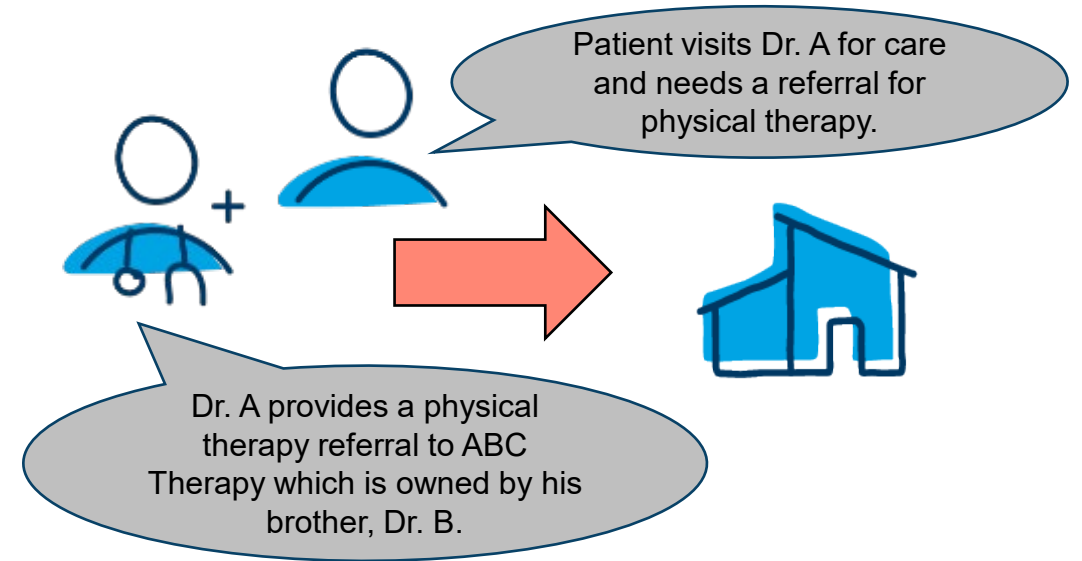 Patient visits Dr. A for care
and needs a referral for
physical therapy.
Dr. A provides a physical
therapy referral to ABC
Therapy which is owned by his
brother, Dr. B.